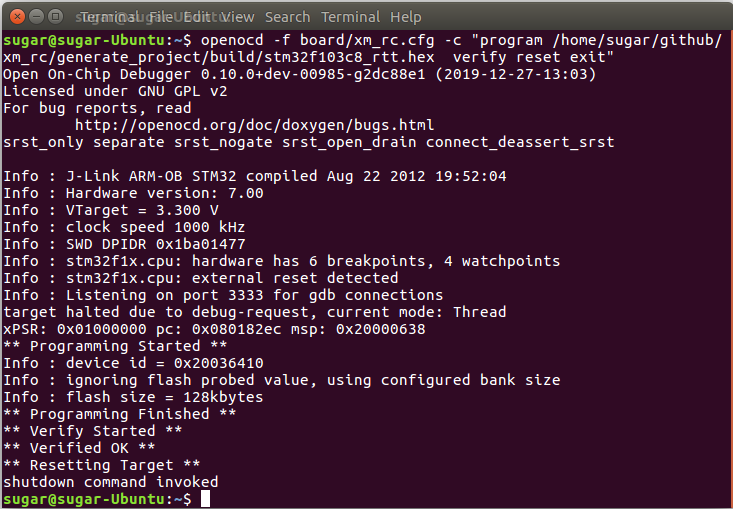 Terminal File Edit View Search Terminal Help
sugar@sugar-Ubuntu:~$ openocd -f board/xm_rc.cfg -c "program /home/sugar/github/
xm_rc/generate_project/build/stm32f103c8_rtt.hex  verify reset exit"
Open On-Chip Debugger 0.10.0+dev-00985-g2dc88e1 (2019-12-27-13:03)
Licensed under GNU GPL v2
For bug reports, read
        http://openocd.org/doc/doxygen/bugs.html
srst_only separate srst_nogate srst_open_drain connect_deassert_srst

Info : J-Link ARM-OB STM32 compiled Aug 22 2012 19:52:04
Info : Hardware version: 7.00
Info : VTarget = 3.300 V
Info : clock speed 1000 kHz
Info : SWD DPIDR 0x1ba01477
Info : stm32f1x.cpu: hardware has 6 breakpoints, 4 watchpoints
Info : stm32f1x.cpu: external reset detected
Info : Listening on port 3333 for gdb connections
target halted due to debug-request, current mode: Thread
xPSR: 0x01000000 pc: 0x080182ec msp: 0x20000638
** Programming Started **
Info : device id = 0x20036410
Info : ignoring flash probed value, using configured bank size
Info : flash size = 128kbytes
** Programming Finished **
** Verify Started **
** Verified OK **
** Resetting Target **
shutdown command invoked
sugar@sugar-Ubuntu:~$